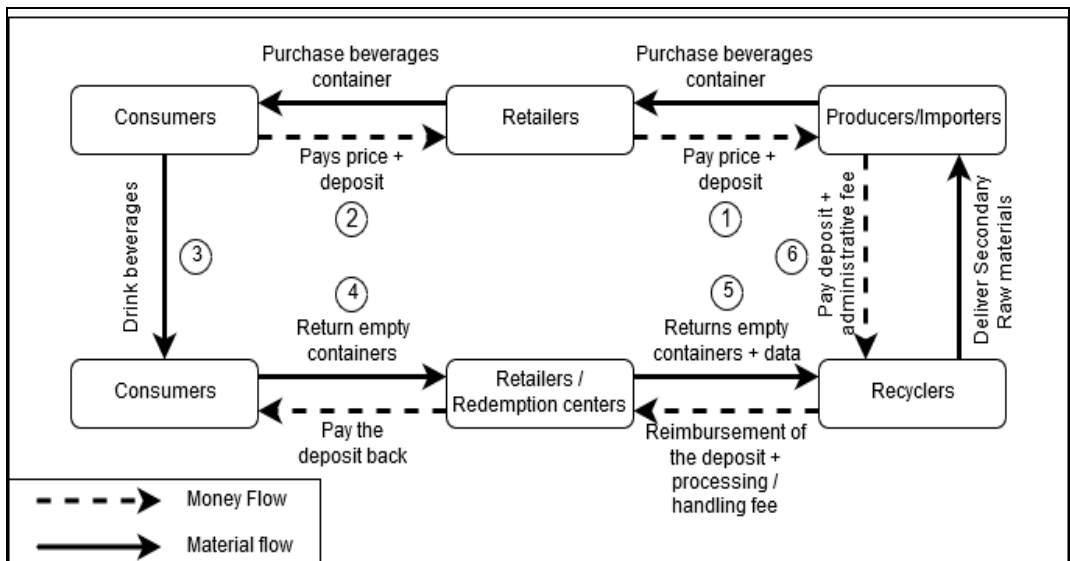 Purchase beverages
container
Purchase beverages
container
Consumers
Retailers
Producers/Importers
Pays price +
deposit
Pay price +
deposit
2
1
Drink beverages
3
6
Pay deposit +
administrative fee
Deliver Secondary
Raw materials
4
5
Return empty
containers
Returns empty
containers + data
Consumers
Retailers /
Redemption centers
Recyclers
Pay the
deposit back
Reimbursement of
the deposit +
processing /
handling fee
Money Flow
Material flow